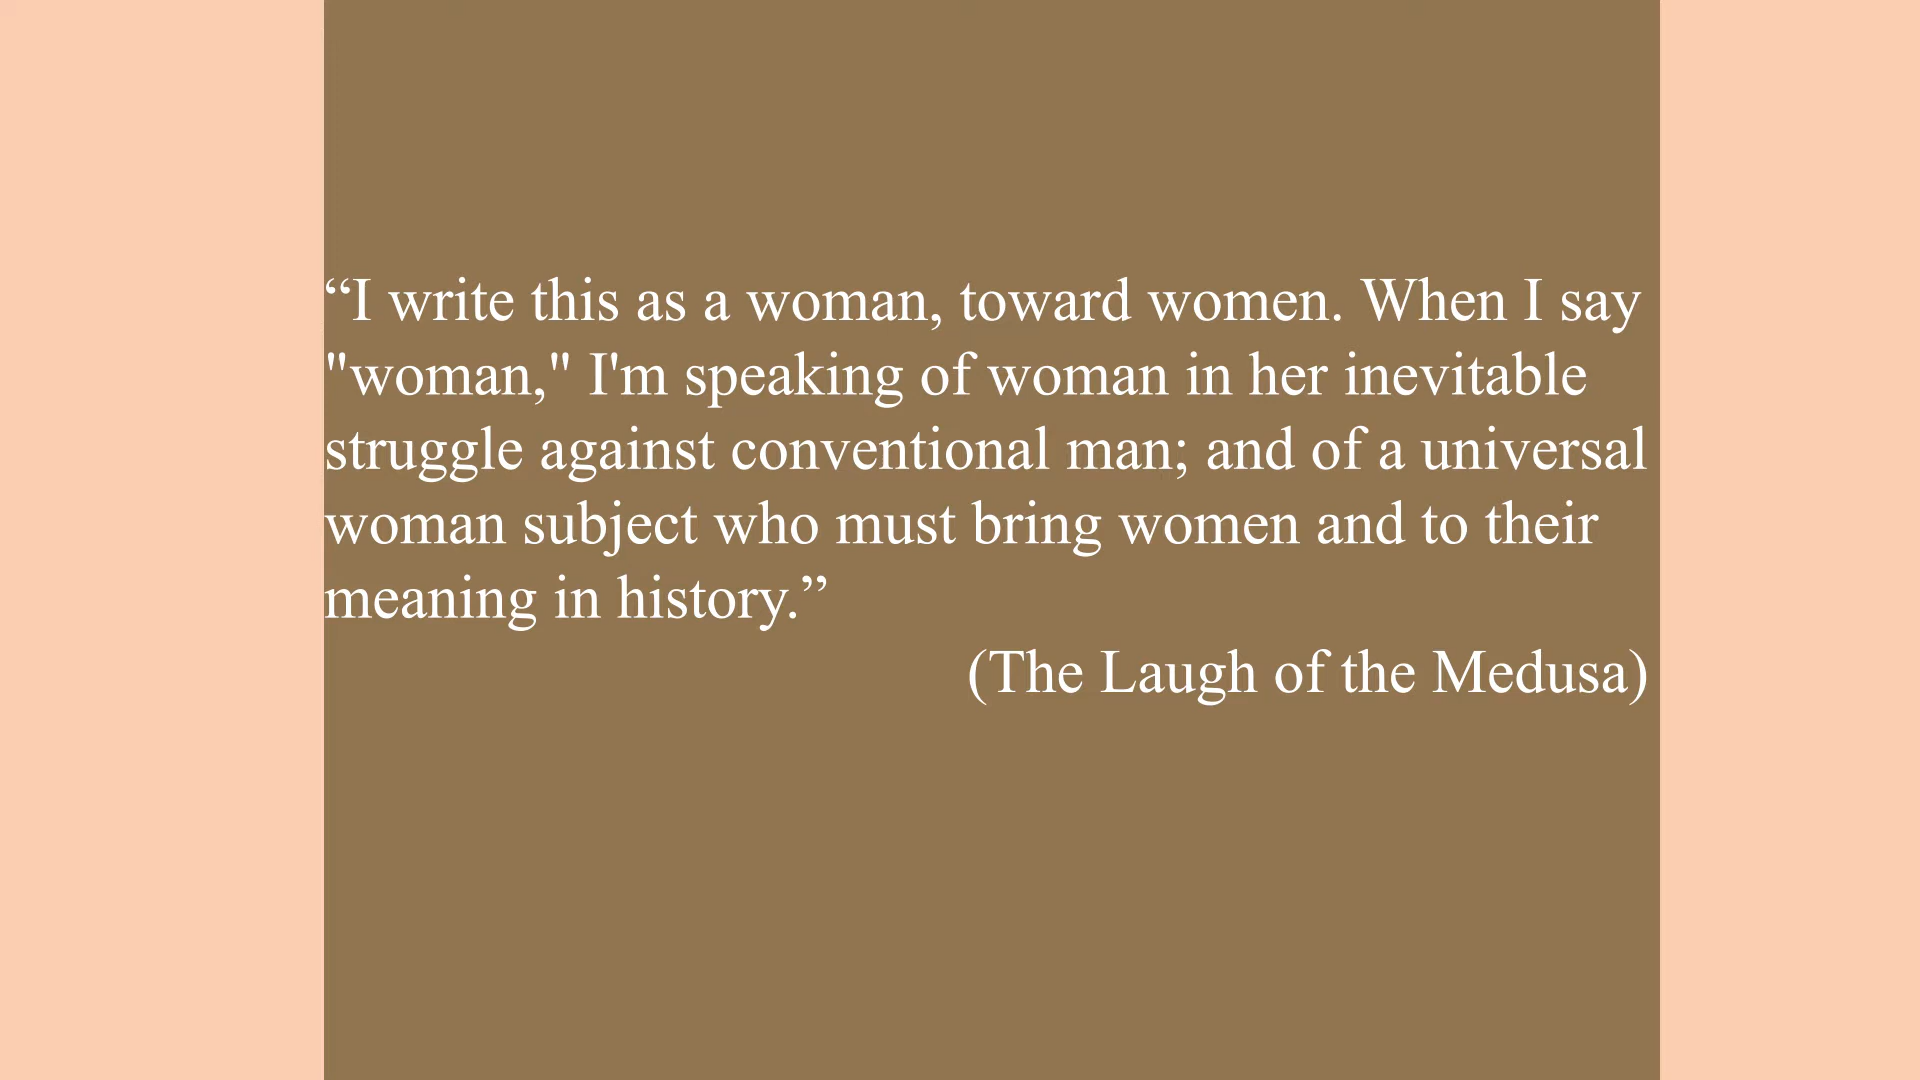 “I write this as a woman, toward women. When I say
"woman," I'm speaking of woman in her inevitable
struggle against conventional man; and of a universal
woman subject who must bring women and to their
meaning in history.”
(The Laugh of the Medusa)